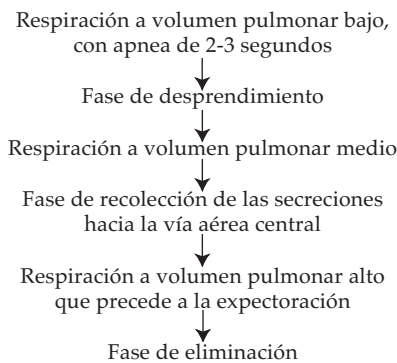 Respiración a volumen pulmonar bajo,
con apnea de 2-3 segundos
Fase de desprendimiento
Respiración a volumen pulmonar medio
Fase de recolección de las secreciones
hacia la vía aérea central
Respiración a volumen pulmonar alto
que precede a la expectoración
Fase de eliminación